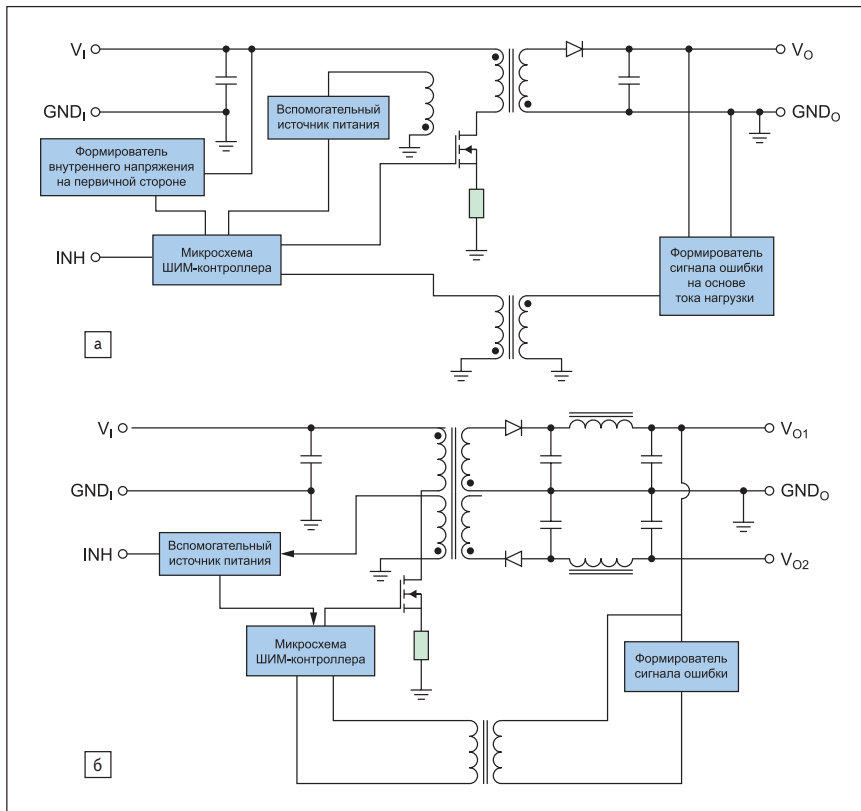 V_I
V_O
GND_I
GND_O
Вспомогательный
источник питания
Формирователь
внутреннего напряжения
на первичной стороне
INH
Микросхема
ШИМ-контроллера
Формирователь
сигнала ошибки
на основе
тока нагрузки
а
V_I
V_O1
GND_I
GND_O
INH
Вспомогательный
источник питания
V_O2
Микросхема
ШИМ-контроллера
Формирователь
сигнала ошибки
б